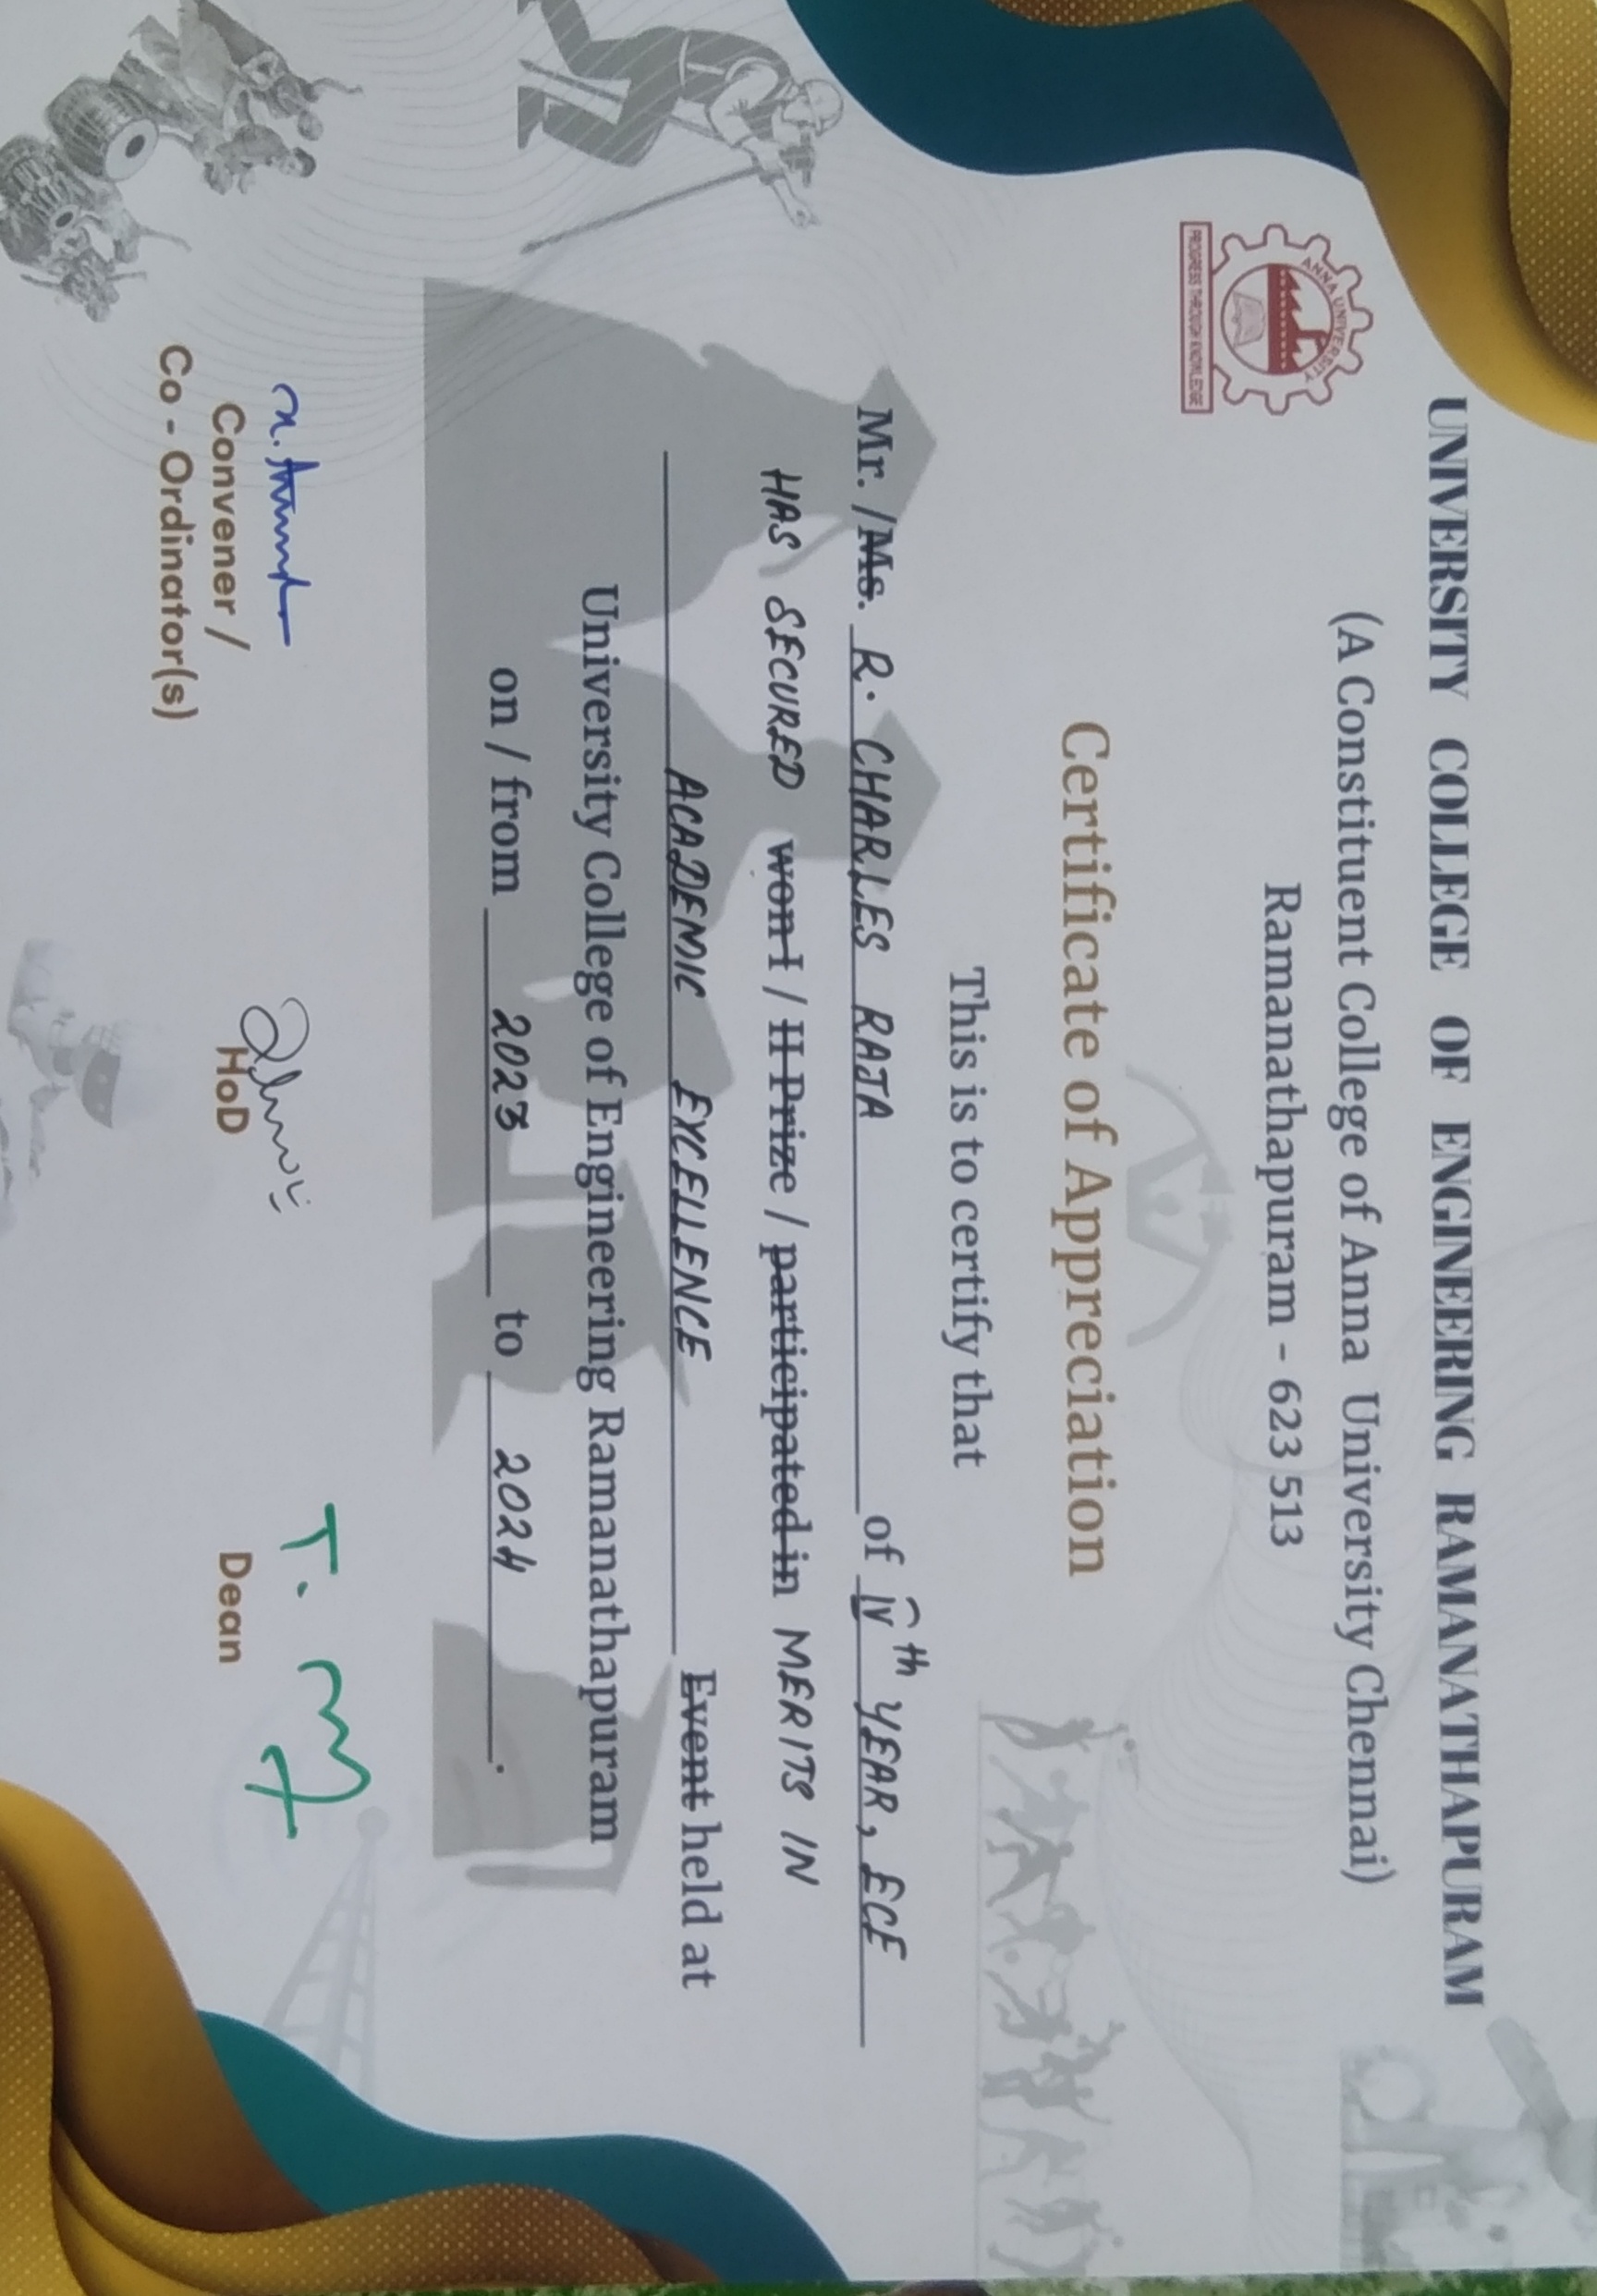 UNIVERSITY COLLEGE OF ENGINEERING RAMANATHAPURAM
(A Constituent College of Anna University Chennai)
Ramanathapuram - 623 513
ANNA UNIVERSITY
PROGRESS THROUGH KNOWLEDGE
Certificate of Appreciation
This is to certify that
Mr. / Ms. R. CHARLES RAJA of IVth YEAR, ECE
HAS SECURED won I / II Prize / participated in MERITS IN
ACADEMIC EXCELLENCE Event held at
University College of Engineering Ramanathapuram
on / from 2023 to 2024.
Convener /
Co - Ordinator(s)
HoD
T.
Dean